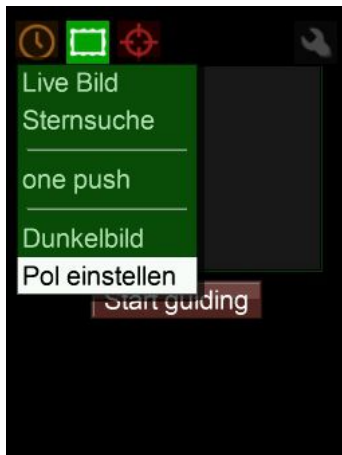 Live Bild
Sternsuche
one push
Dunkelbild
Pol einstellen
Start guiding